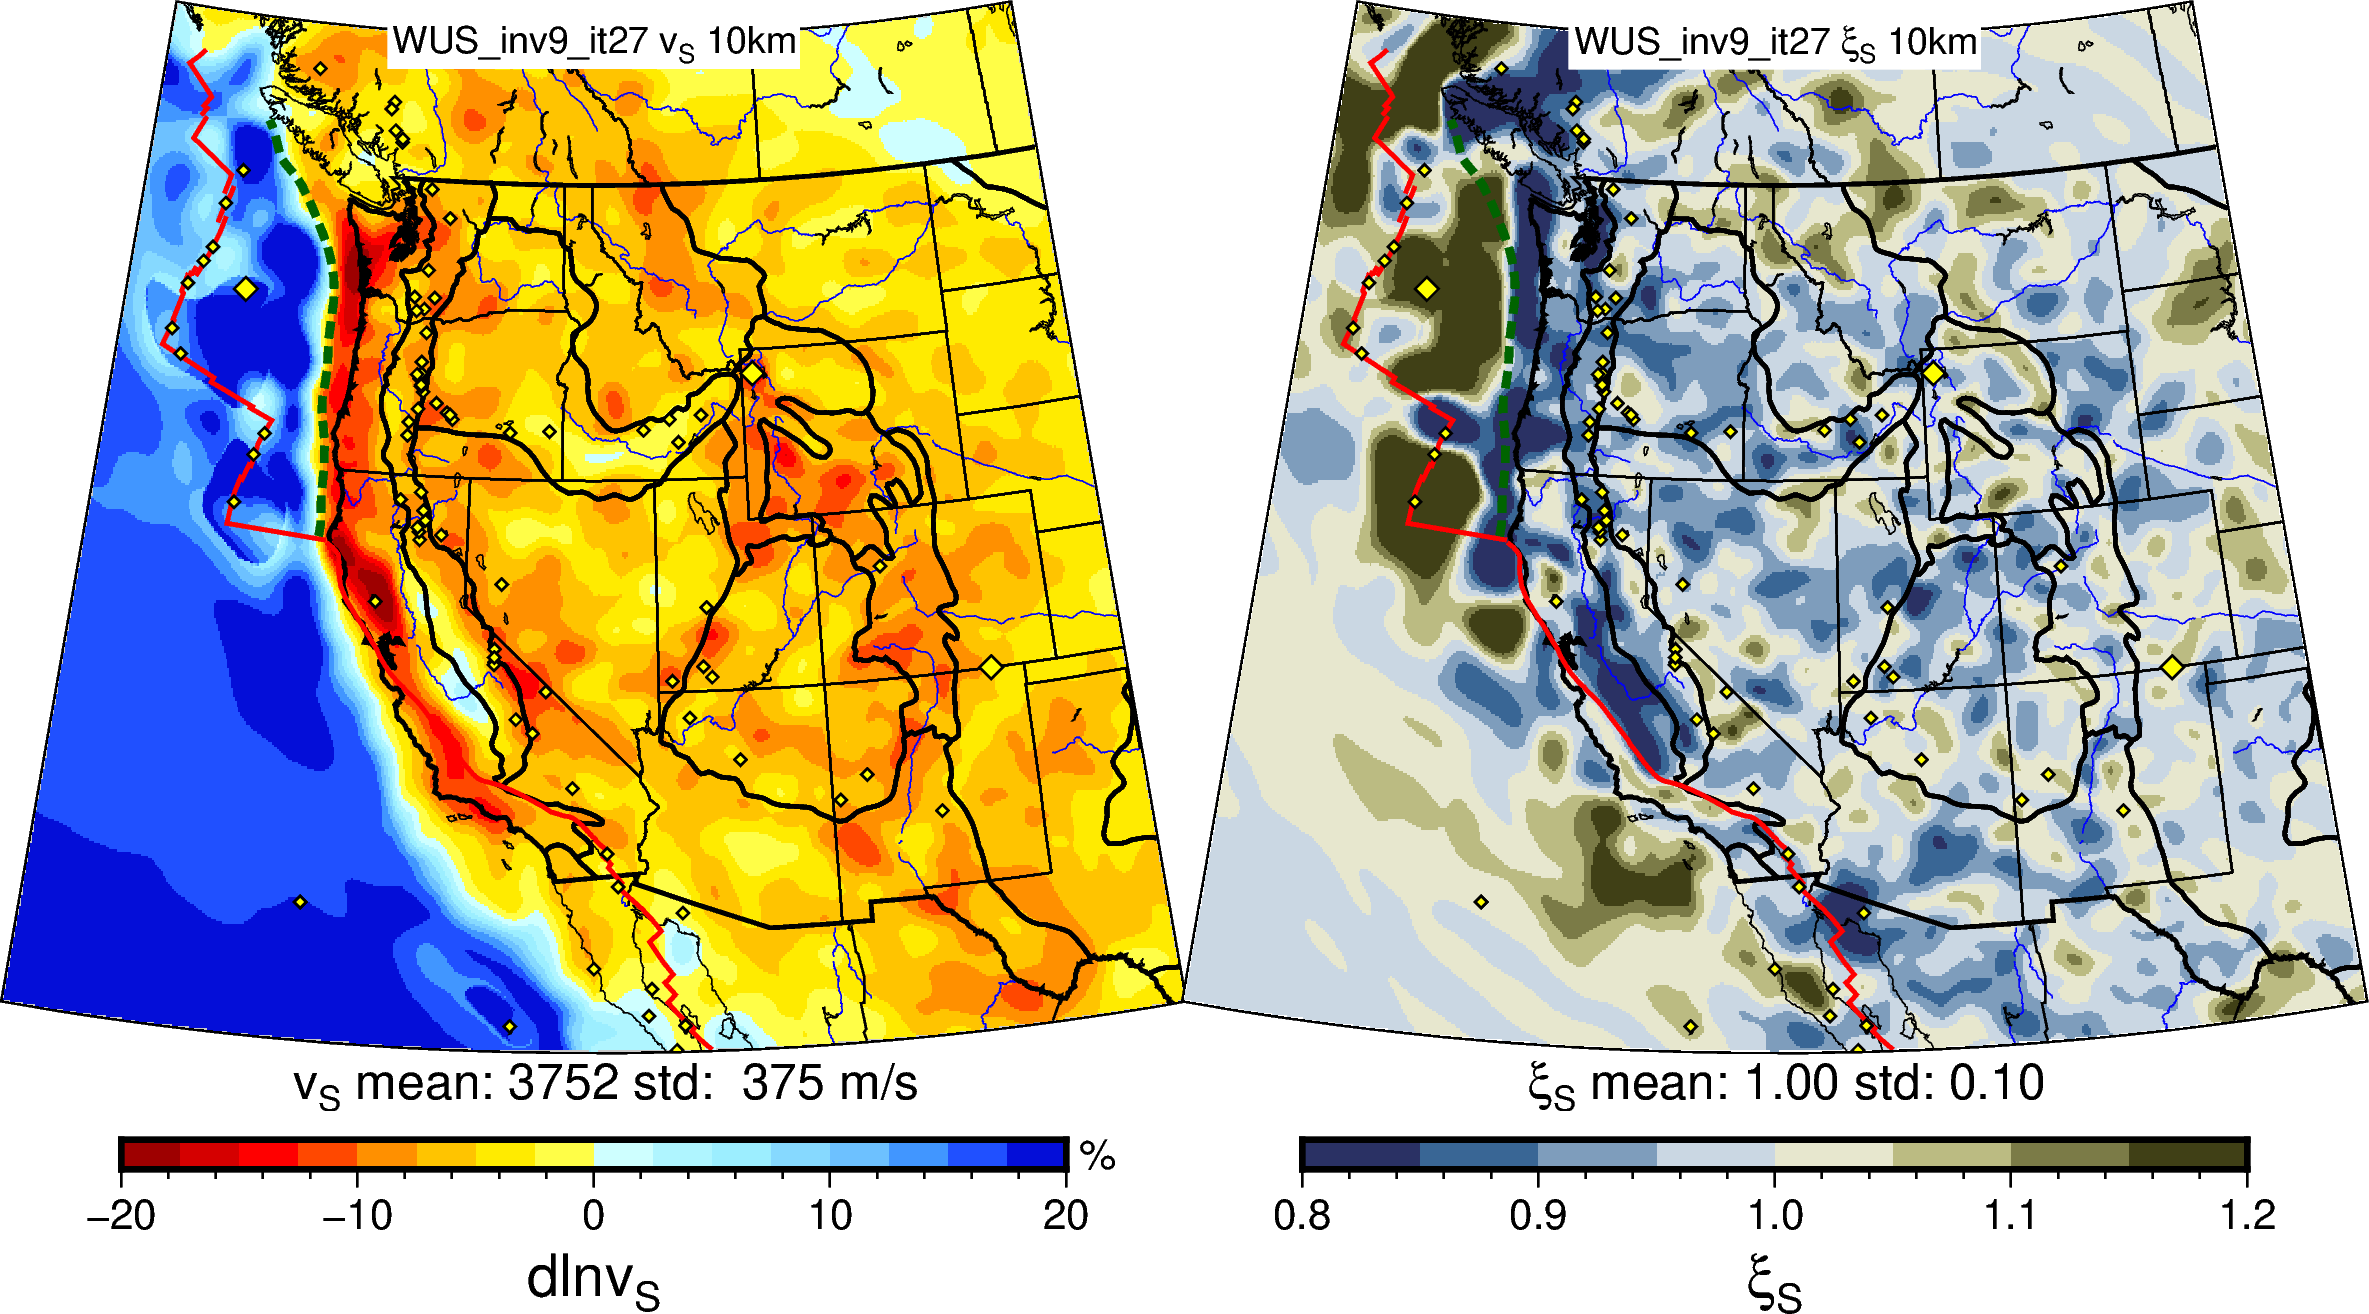 WUS_inv9_it27 vS 10km
WUS_inv9_it27 ξS 10km
vS mean: 3752 std: 375 m/s
ξS mean: 1.00 std: 0.10
%
−20 −10 0 10 20
0.8 0.9 1.0 1.1 1.2
dlnvS
ξS